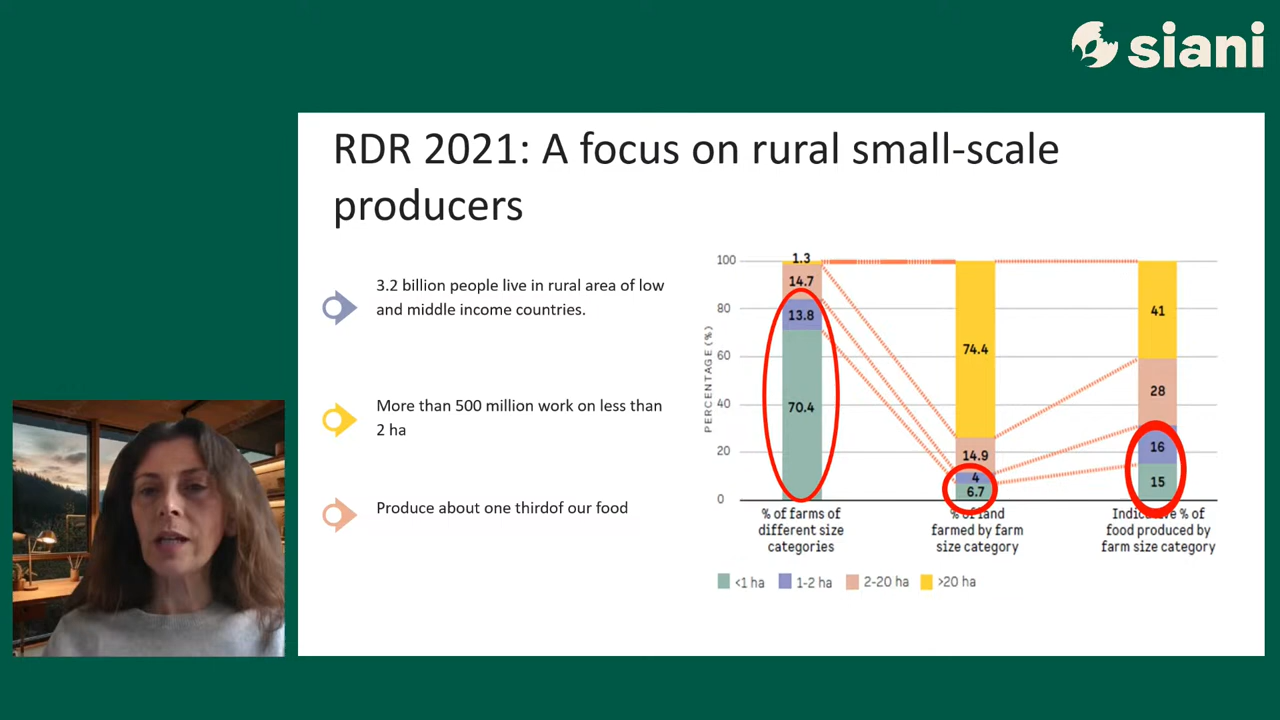 siani
RDR 2021: A focus on rural small-scale
producers
3.2 billion people live in rural area of low
and middle income countries.
More than 500 million work on less than
2 ha
Produce about one thirdof our food
PERCENTAGE (%)
100
80
60
40
20
0
1.3
14.7
13.8
70.4
74.4
14.9
4
6.7
41
28
16
15
% of farms of
different size
categories
% of land
farmed by farm
size category
% of
food produced by
farm size category
<1 ha
1-2 ha
2-20 ha
>20 ha